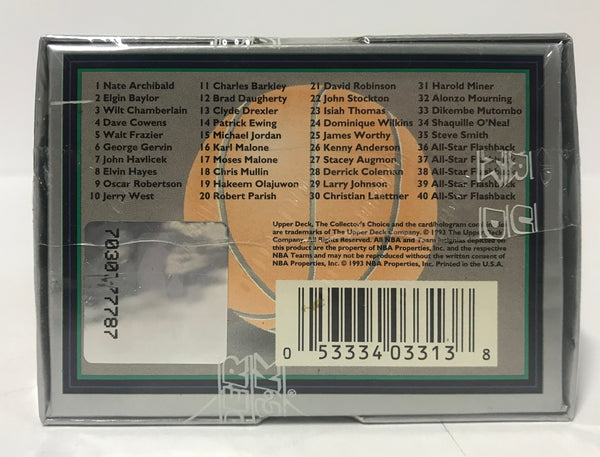 1 Nate Archibald
2 Elgin Baylor
3 Wilt Chamberlain
4 Dave Cowens
5 Walt Frazier
6 George Gervin
7 John Havlicek
8 Elvin Hayes
9 Oscar Robertson
10 Jerry West
11 Charles Barkley
12 Brad Daugherty
13 Clyde Drexler
14 Patrick Ewing
15 Michael Jordan
16 Karl Malone
17 Moses Malone
18 Chris Mullin
19 Hakeem Olajuwon
20 Robert Parish
21 David Robinson
22 John Stockton
23 Isiah Thomas
24 Dominique Wilkins
25 James Worthy
26 Kenny Anderson
27 Stacey Augmon
28 Derrick Coleman
29 Larry Johnson
30 Christian Laettner
31 Harold Miner
32 Alonzo Mourning
33 Dikembe Mutombo
34 Shaquille O'Neal
35 Steve Smith
36 All-Star Flashback
37 All-Star Flashback
38 All-Star Flashback
39 All-Star Flashback
40 All-Star Flashback
Upper Deck, The Collector's Choice and the card/hologram combination
are trademarks of The Upper Deck Company. © 1993 The Upper Deck
Company. All Rights Reserved. All NBA and Team insignias depicted on
this product are the property of NBA Properties, Inc. and the respective
NBA Teams and may not be reproduced without the written consent of
NBA Properties, Inc. © 1993 NBA Properties, Inc. Printed in the U.S.A.
0 53334 03313 8